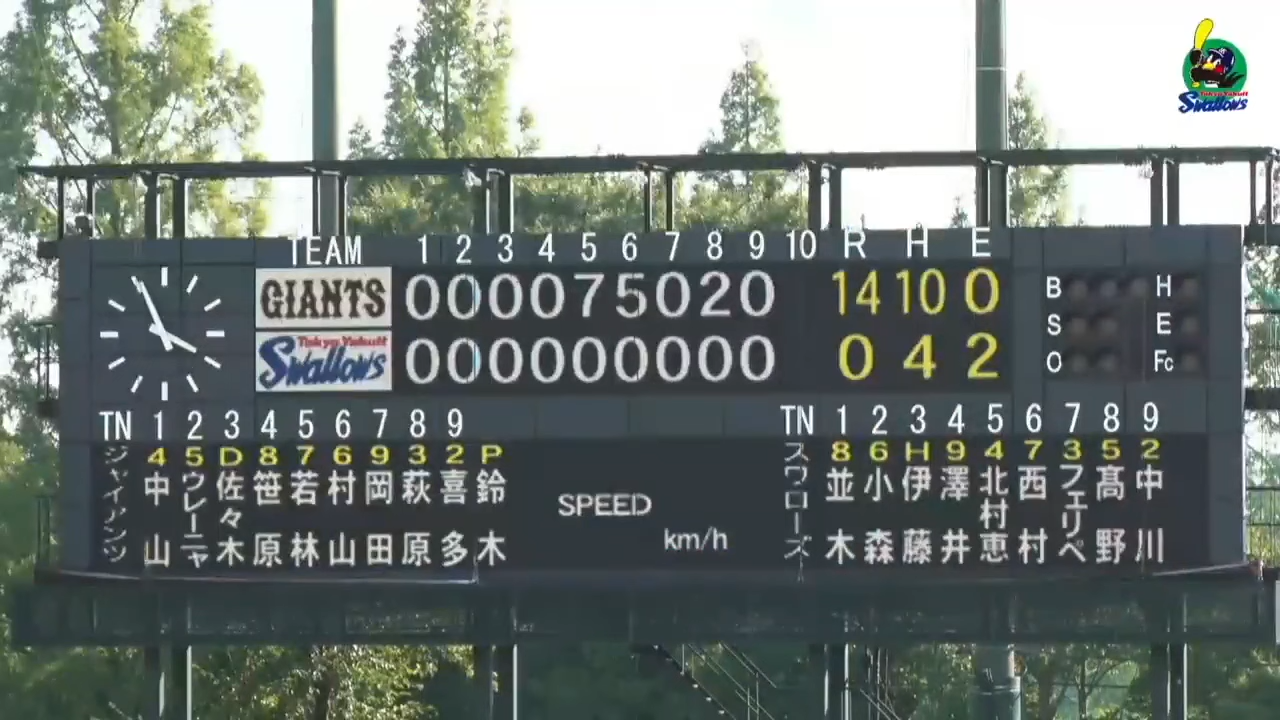 Tokyo Yakult
Swallows
TEAM 1 2 3 4 5 6 7 8 9 10 R H E
GIANTS 0 0 0 0 7 5 0 2 0 14 10 0
Tokyo Yakult
Swallows 0 0 0 0 0 0 0 0 0 0 4 2
B H
S E
O Fc
TN 1 2 3 4 5 6 7 8 9
ジャイアンツ 4 5 D 8 7 6 9 3 2 P
中山 ウレーニャ 佐々木 笹原 若林 村山 岡田 萩原 喜多 鈴木
SPEED
km/h
TN 1 2 3 4 5 6 7 8 9
スワローズ 8 6 H 9 4 7 3 5 2
並木 小森 伊藤 澤井 北村恵 西村 フェリペ 髙野 中川